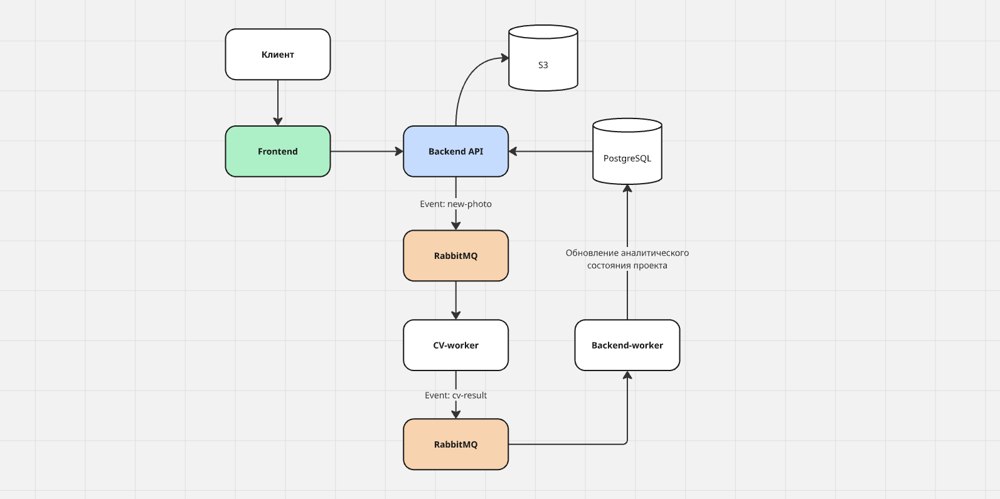 Клиент
S3
Frontend
Backend API
PostgreSQL
Event: new-photo
RabbitMQ
Обновление аналитического
состояния проекта
CV-worker
Backend-worker
Event: cv-result
RabbitMQ